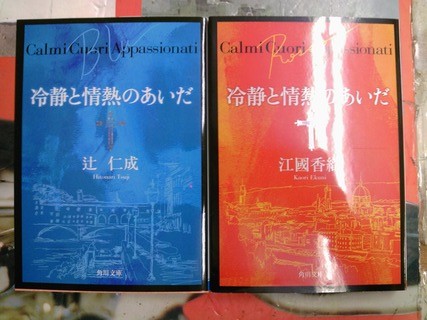 Calmi Cuori Appassionati
Blu
冷静と情熱のあいだ
辻 仁成
Hitonari Tsuji
角川文庫
Calmi Cuori Appassionati
Rosso
冷静と情熱のあいだ
江國香織
Kaori Ekuni
角川文庫